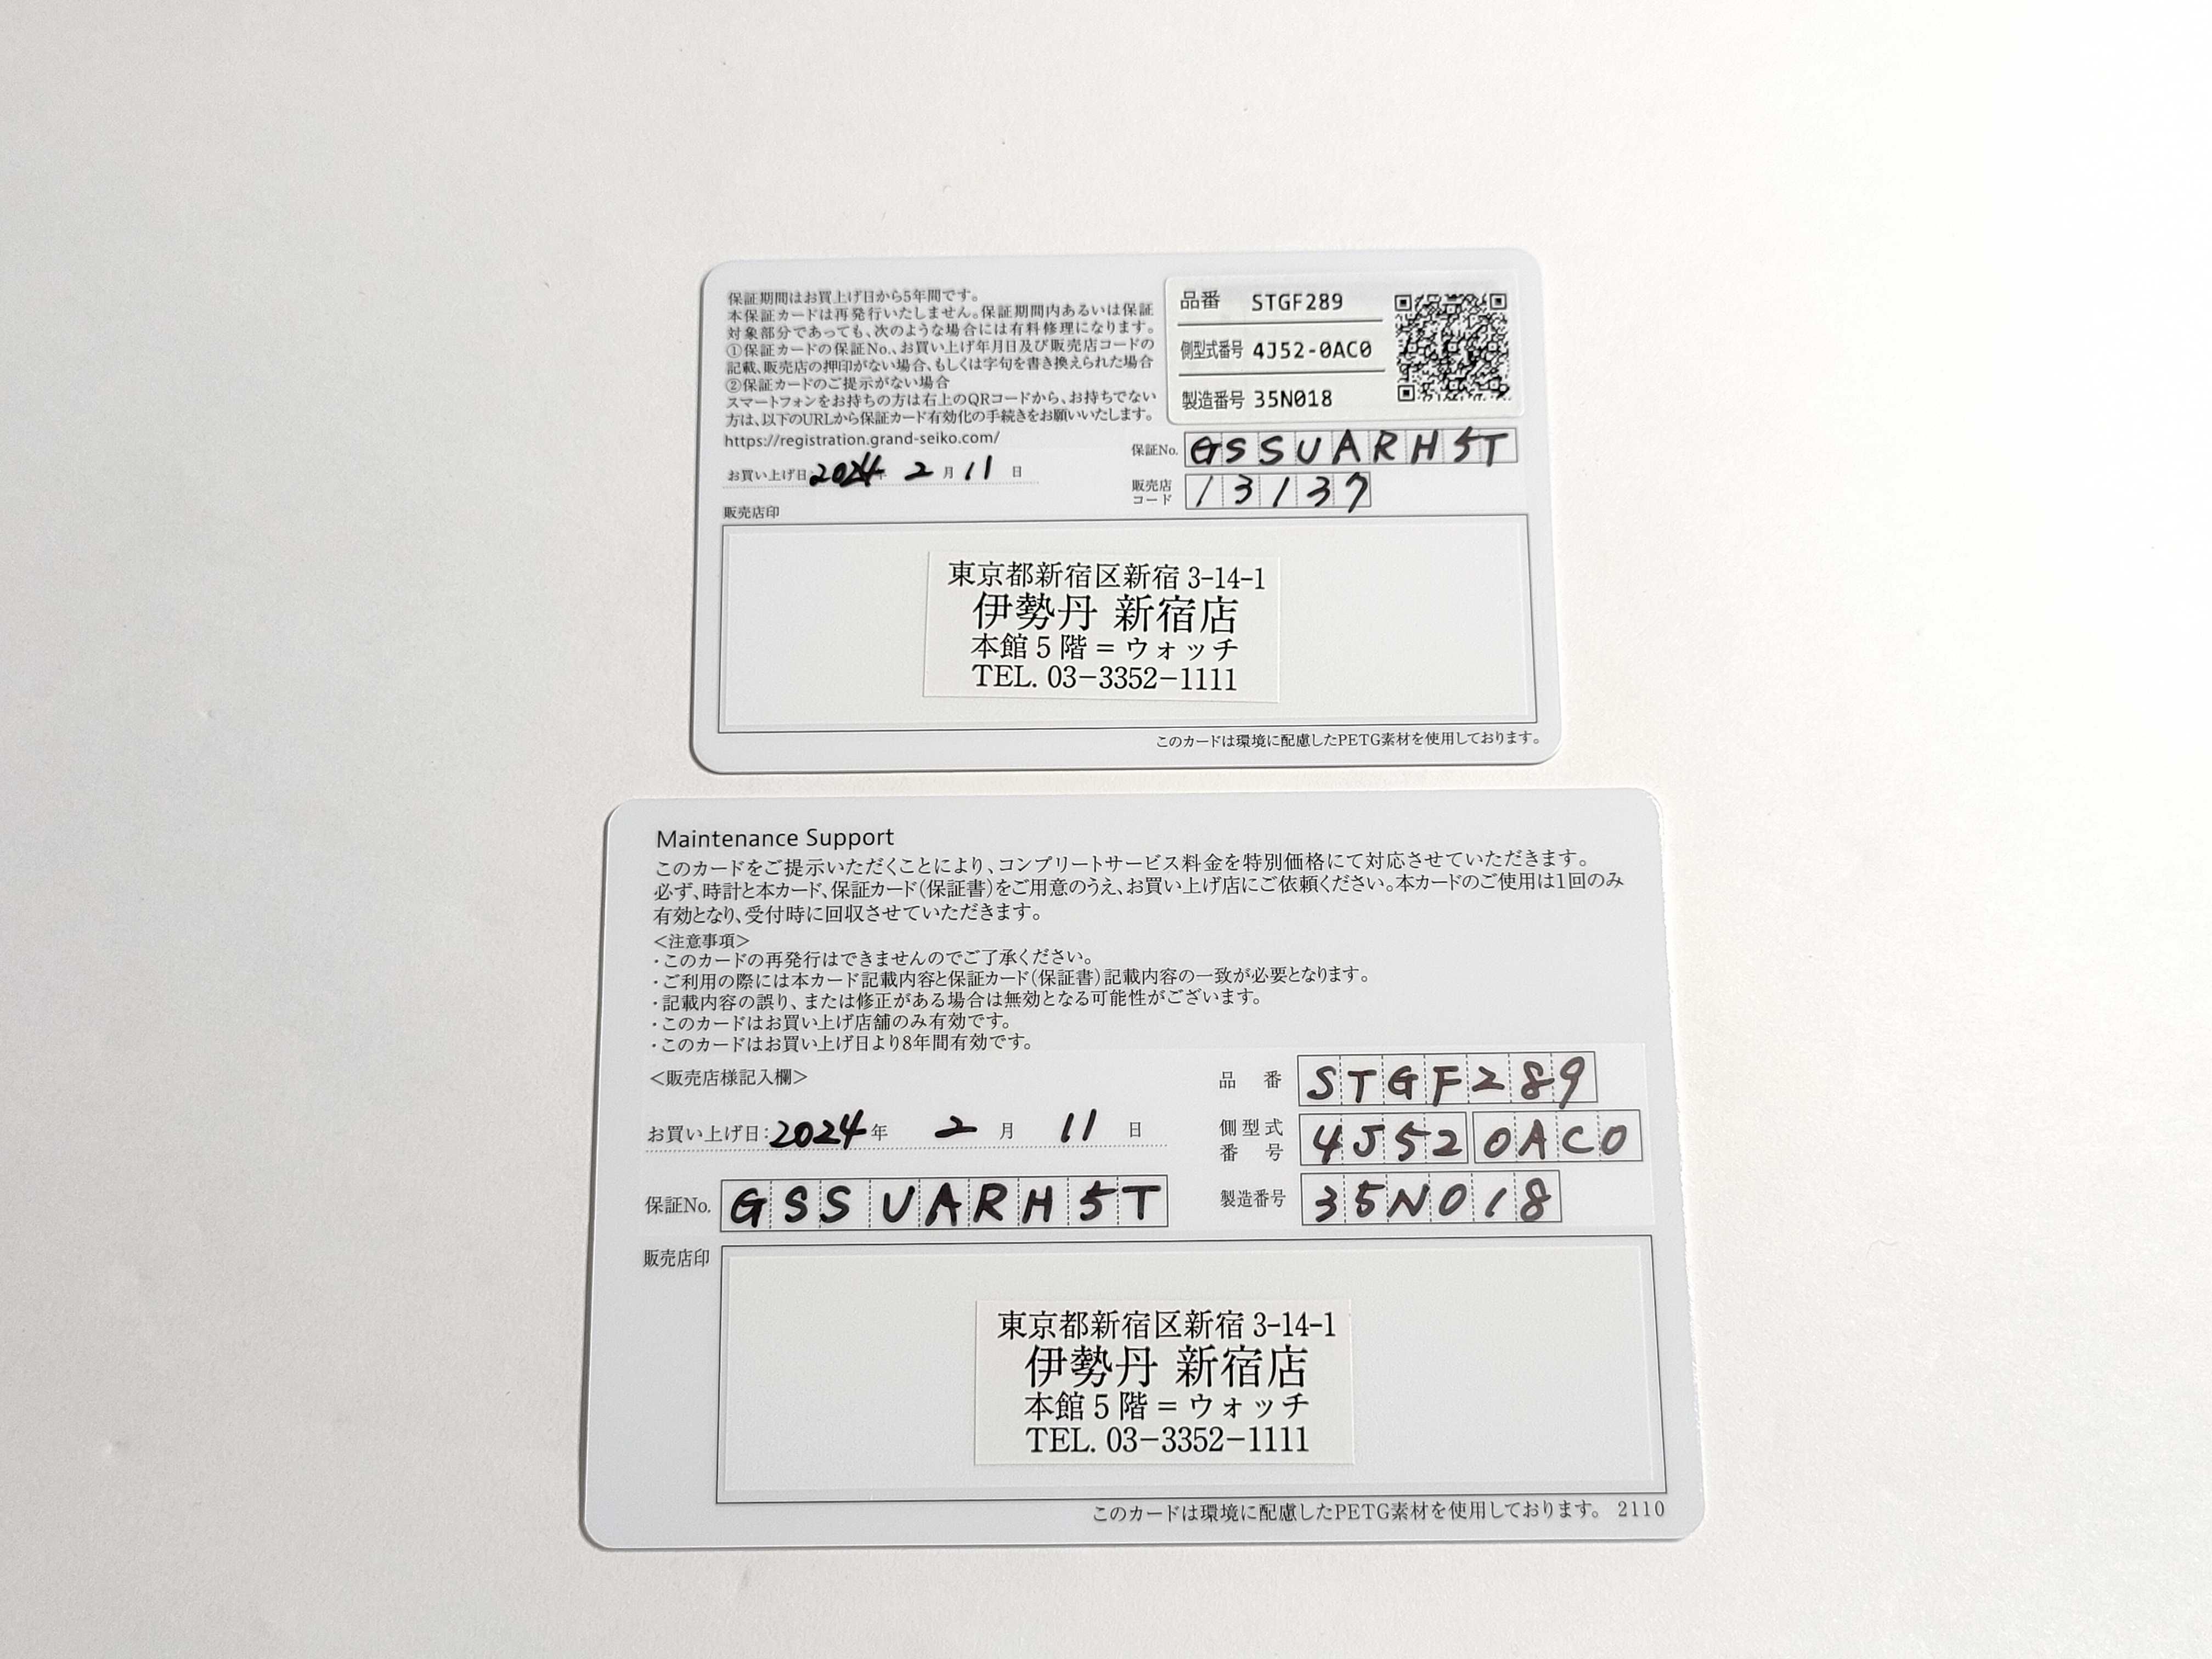 保証期間はお買上げ日から5年間です。
本保証カードは再発行いたしません。保証期間内あるいは保証
対象部分であっても、次のような場合には有料修理になります。
①保証カードの保証No.、お買い上げ年月日及び販売店コードの
記載、販売店の押印がない場合、もしくは字句を書き換えられた場合
②保証カードのご提示がない場合
スマートフォンをお持ちの方は右上のQRコードから、お持ちでない
方は、以下のURLから保証カード有効化の手続きをお願いいたします。
https://registration.grand-seiko.com/
お買い上げ日:2024年 2月 11日
品番 STGF289
側型式番号 4J52-0AC0
製造番号 35N018
保証No. GSSUARH5T
販売店
コード 13137
販売店印
東京都新宿区新宿 3-14-1
伊勢丹 新宿店
本館 5 階 = ウォッチ
TEL. 03-3352-1111
このカードは環境に配慮したPETG素材を使用しております。
Maintenance Support
このカードをご提示いただくことにより、コンプリートサービス料金を特別価格にて対応させていただきます。
必ず、時計と本カード、保証カード(保証書)をご用意のうえ、お買い上げ店にご依頼ください。本カードのご使用は1回のみ
有効となり、受付時に回収させていただきます。
<注意事項>
・このカードの再発行はできませんのでご了承ください。
・ご利用の際には本カード記載内容と保証カード(保証書)記載内容の一致が必要となります。
・記載内容の誤り、または修正がある場合は無効となる可能性がございます。
・このカードはお買い上げ店舗のみ有効です。
・このカードはお買い上げ日より8年間有効です。
<販売店様記入欄>
お買い上げ日:2024年 2月 11日
保証No. GSSUARH5T
品番 STGF289
側型式
番号 4J52 0AC0
製造番号 35N018
販売店印
東京都新宿区新宿 3-14-1
伊勢丹 新宿店
本館 5 階 = ウォッチ
TEL. 03-3352-1111
このカードは環境に配慮したPETG素材を使用しております。 2110